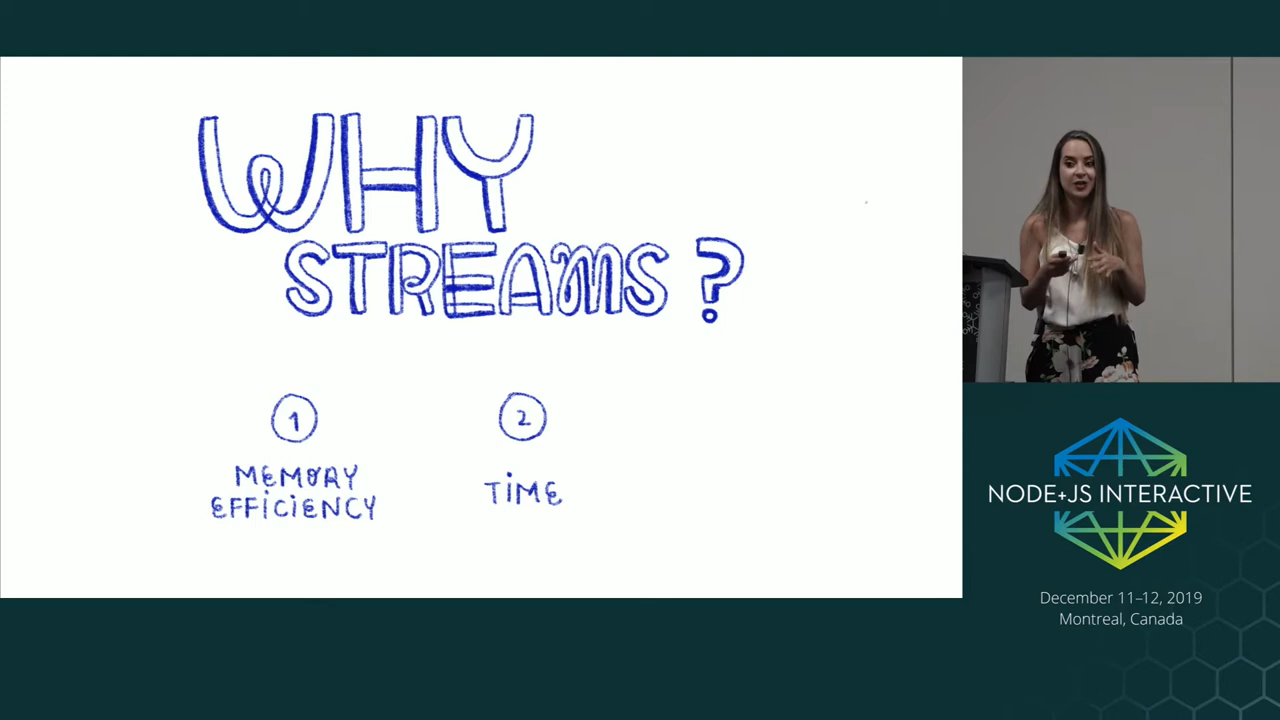 WHY
STREAMS?
1
2
MEMORY
EFFICIENCY
TIME
NODE+JS INTERACTIVE
December 11–12, 2019
Montreal, Canada